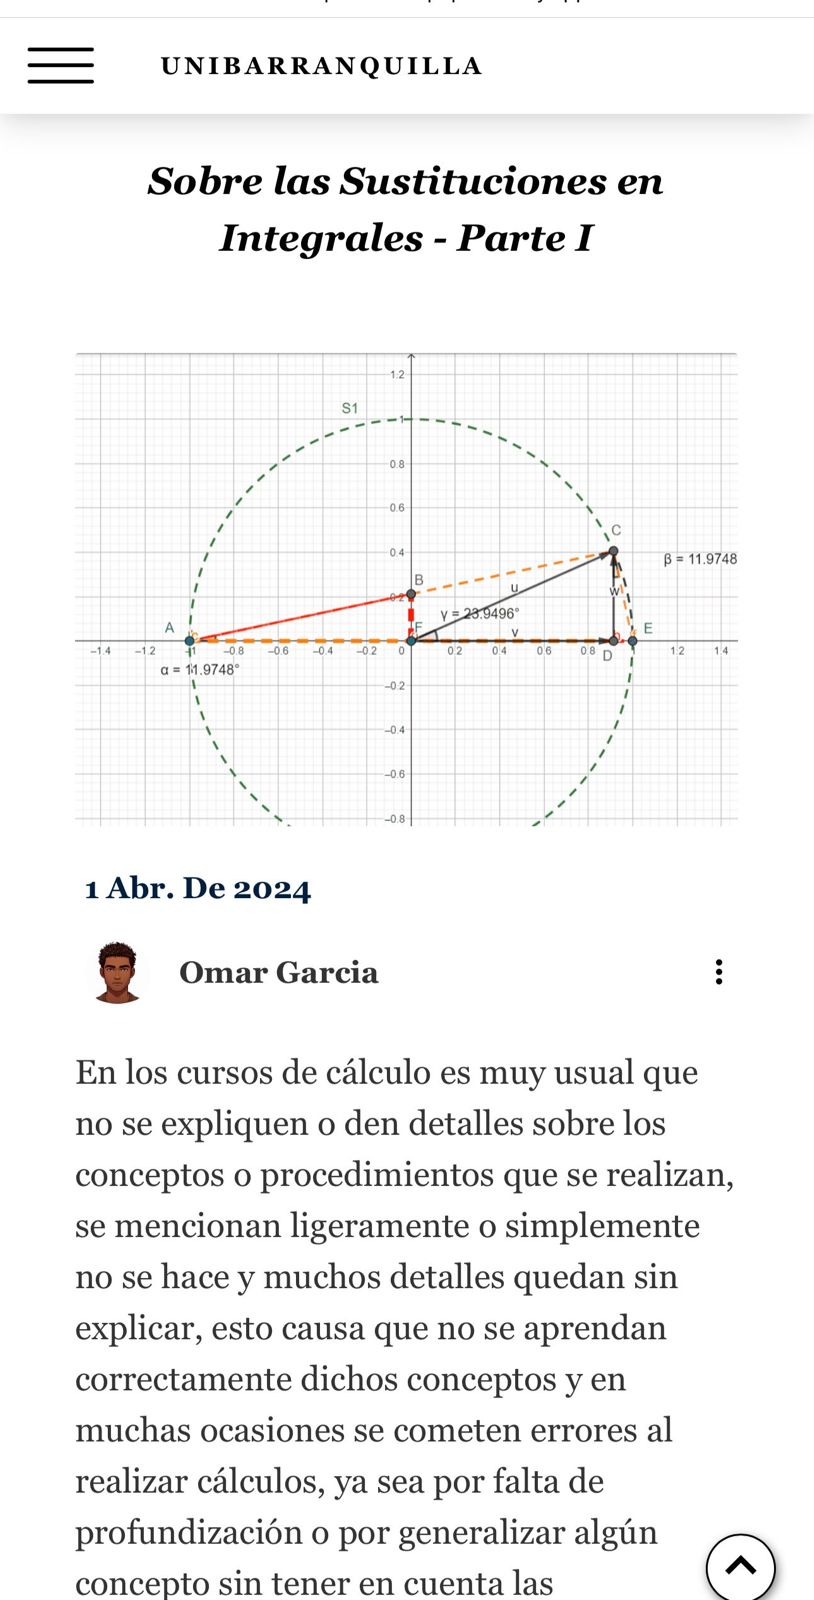 UNIBARRANQUILLA
Sobre las Sustituciones en
Integrales - Parte I
1.2
S1
1
0.8
0.6
C
0.4
β = 11.9748
B
u
w
0.2
A
F
γ = 23.9496°
v
E
−1.4 −1.2 −1 −0.8 −0.6 −0.4 −0.2 0 0.2 0.4 0.6 0.8 D 1.2 1.4
α = 11.9748°
−0.2
−0.4
−0.6
−0.8
1 Abr. De 2024
Omar Garcia
En los cursos de cálculo es muy usual que
no se expliquen o den detalles sobre los
conceptos o procedimientos que se realizan,
se mencionan ligeramente o simplemente
no se hace y muchos detalles quedan sin
explicar, esto causa que no se aprendan
correctamente dichos conceptos y en
muchas ocasiones se cometen errores al
realizar cálculos, ya sea por falta de
profundización o por generalizar algún
concepto sin tener en cuenta las